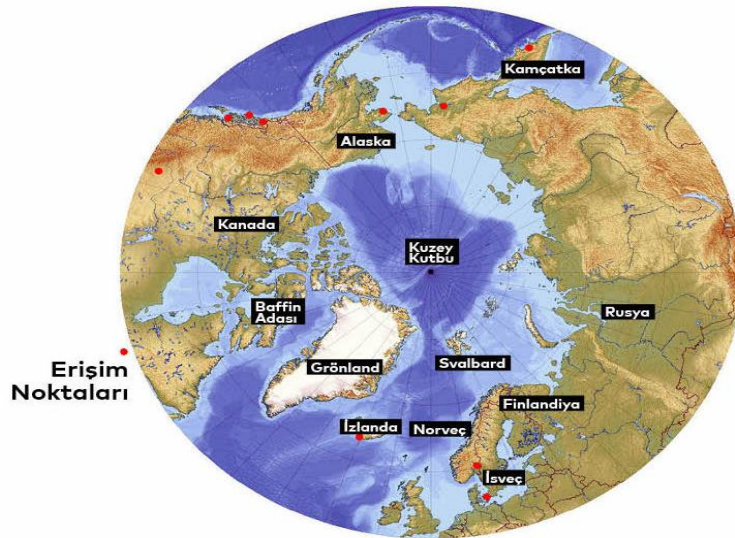 Kamçatka
Alaska
Kanada
Kuzey
Kutbu
Baffin
Adası
Rusya
Erişim
Noktaları
Grönland
Svalbard
Finlandiya
İzlanda
Norveç
İsveç